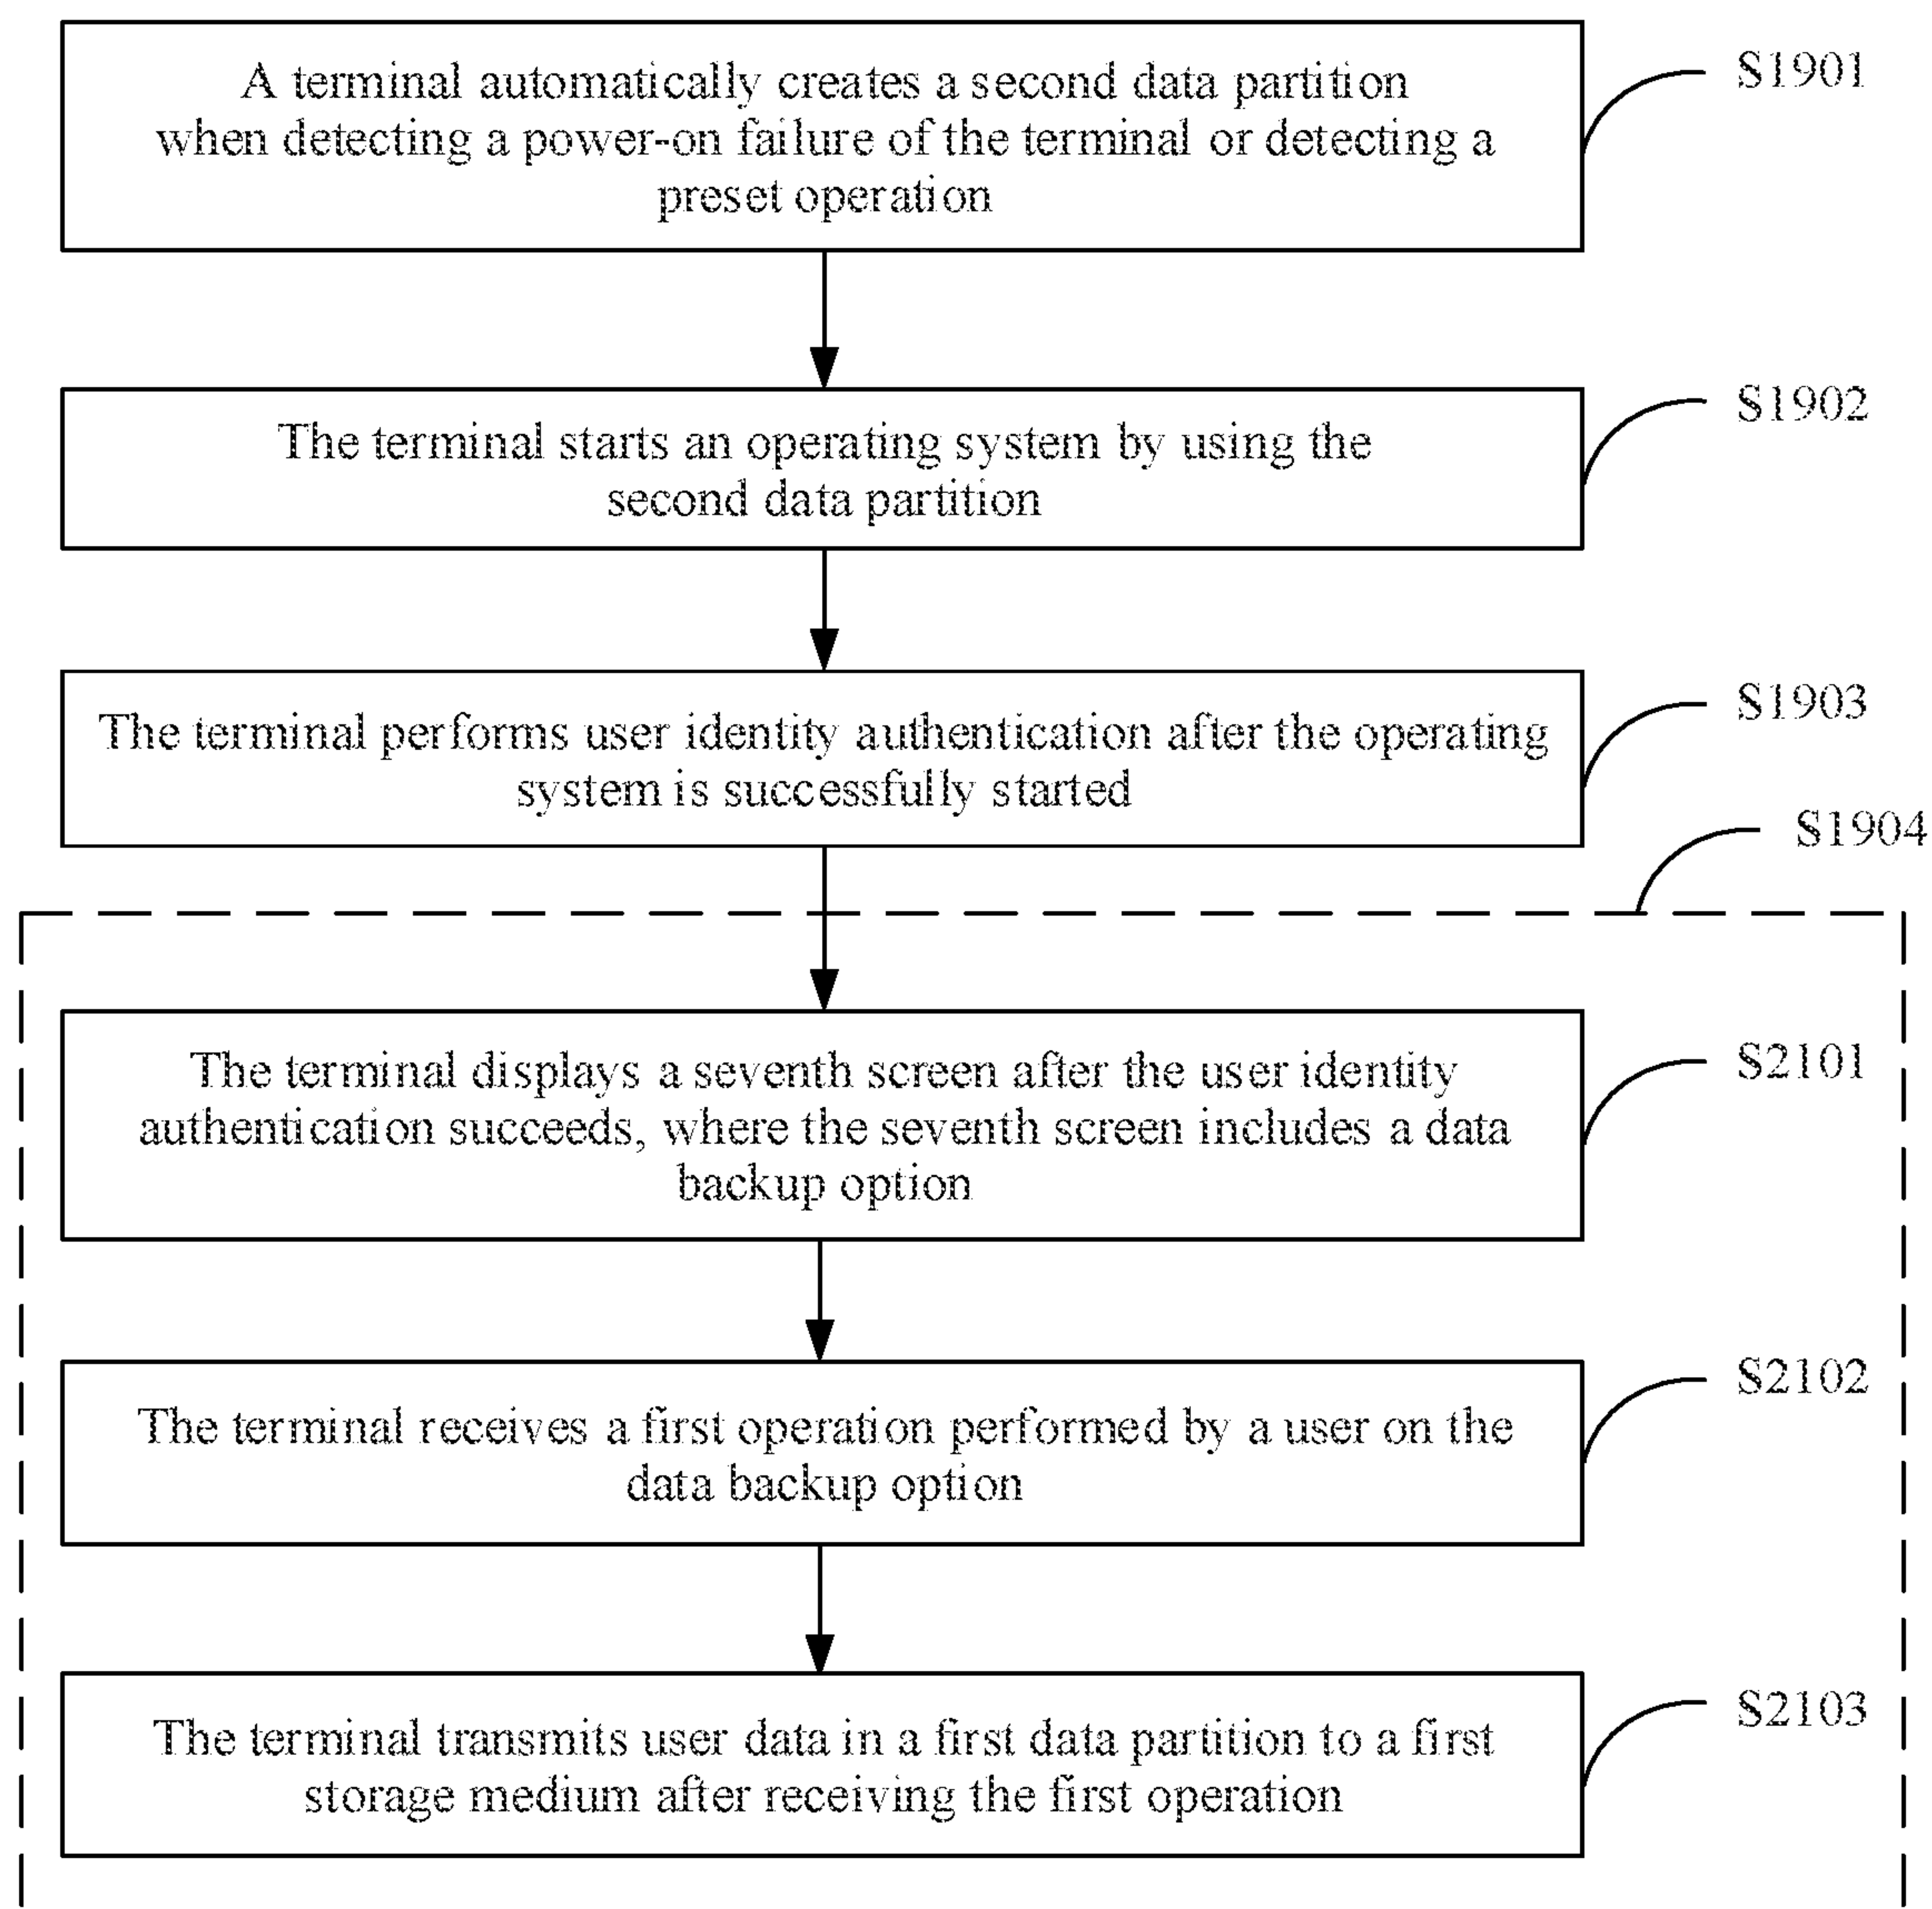 A terminal automatically creates a second data partition
when detecting a power-on failure of the terminal or detecting a
preset operation
S1901
The terminal starts an operating system by using the
second data partition
S1902
The terminal performs user identity authentication after the operating
system is successfully started
S1903
S1904
The terminal displays a seventh screen after the user identity
authentication succeeds, where the seventh screen includes a data
backup option
S2101
The terminal receives a first operation performed by a user on the
data backup option
S2102
The terminal transmits user data in a first data partition to a first
storage medium after receiving the first operation
S2103